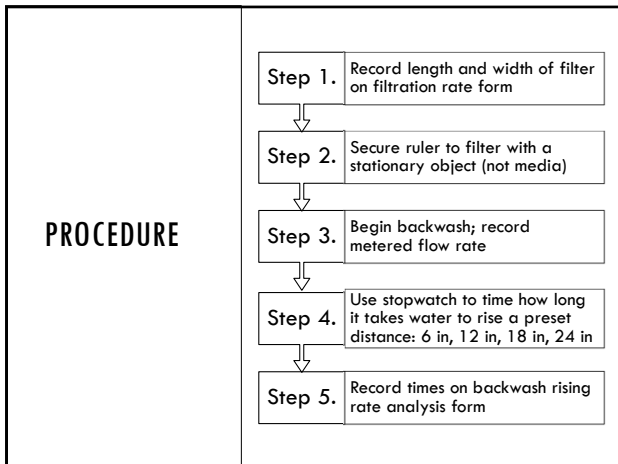 PROCEDURE
Step 1.
Record length and width of filter
on filtration rate form
Step 2.
Secure ruler to filter with a
stationary object (not media)
Step 3.
Begin backwash; record
metered flow rate
Step 4.
Use stopwatch to time how long
it takes water to rise a preset
distance: 6 in, 12 in, 18 in, 24 in
Step 5.
Record times on backwash rising
rate analysis form